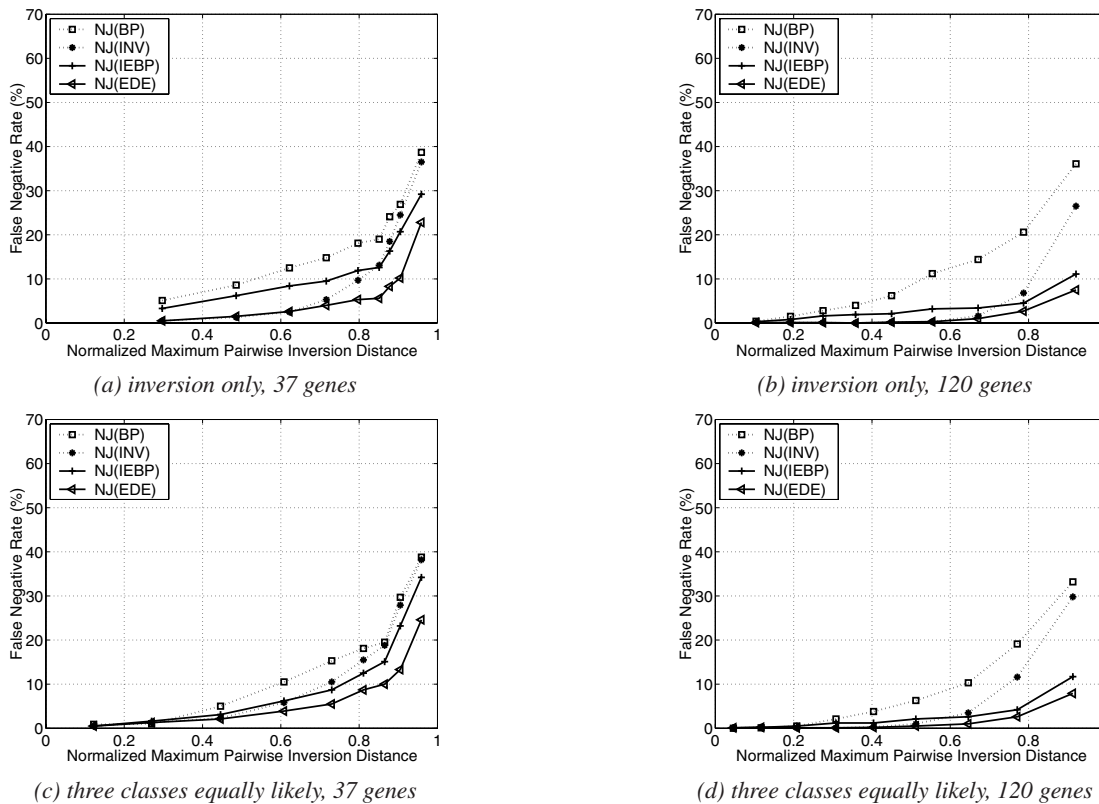 NJ(BP)
NJ(INV)
NJ(IEBP)
NJ(EDE)
False Negative Rate (%)
70
60
50
40
30
20
10
0
0 0.2 0.4 0.6 0.8 1
Normalized Maximum Pairwise Inversion Distance
(a) inversion only, 37 genes
NJ(BP)
NJ(INV)
NJ(IEBP)
NJ(EDE)
False Negative Rate (%)
70
60
50
40
30
20
10
0
0 0.2 0.4 0.6 0.8
Normalized Maximum Pairwise Inversion Distance
(b) inversion only, 120 genes
NJ(BP)
NJ(INV)
NJ(IEBP)
NJ(EDE)
False Negative Rate (%)
70
60
50
40
30
20
10
0
0 0.2 0.4 0.6 0.8 1
Normalized Maximum Pairwise Inversion Distance
(c) three classes equally likely, 37 genes
NJ(BP)
NJ(INV)
NJ(IEBP)
NJ(EDE)
False Negative Rate (%)
70
60
50
40
30
20
10
0
0 0.2 0.4 0.6 0.8
Normalized Maximum Pairwise Inversion Distance
(d) three classes equally likely, 120 genes